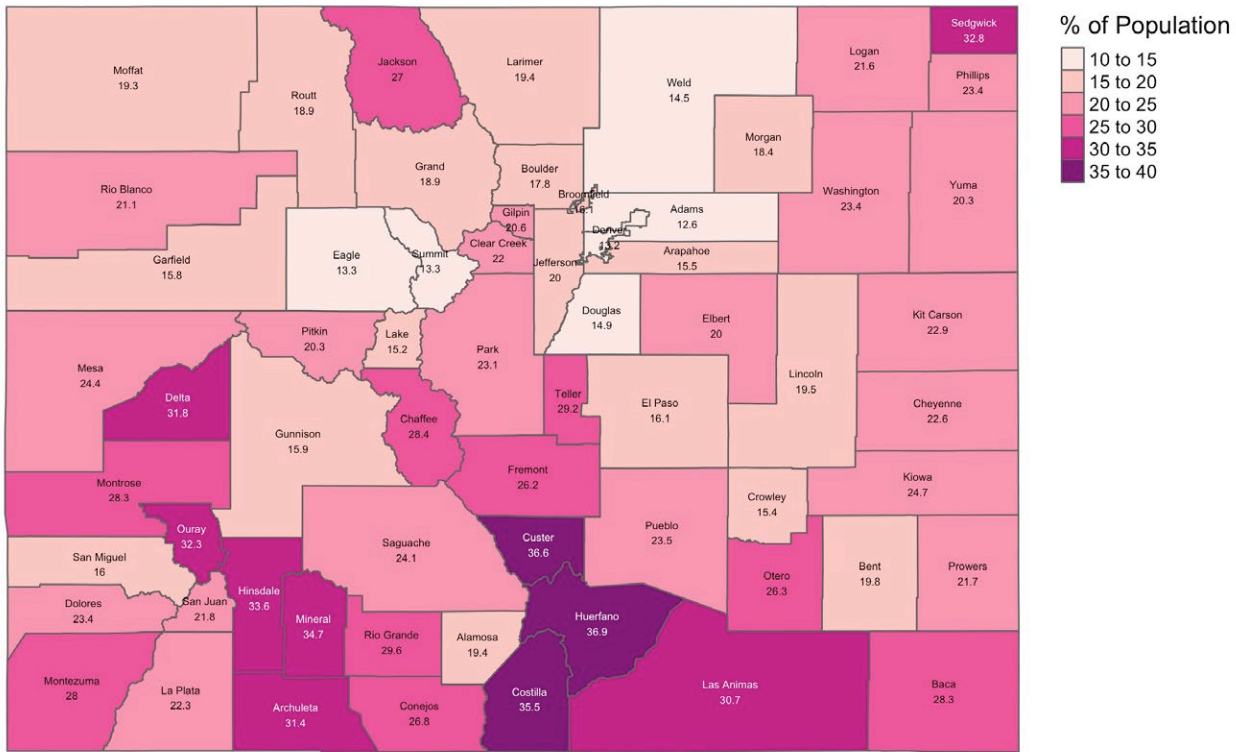 % of Population
10 to 15
15 to 20
20 to 25
25 to 30
30 to 35
35 to 40
Moffat
19.3
Routt
18.9
Jackson
27
Larimer
19.4
Weld
14.5
Logan
21.6
Sedgwick
32.8
Phillips
23.4
Rio Blanco
21.1
Grand
18.9
Boulder
17.8
Broomfield
16.1
Morgan
18.4
Washington
23.4
Yuma
20.3
Garfield
15.8
Eagle
13.3
Summit
13.3
Gilpin
20.6
Clear Creek
22
Jefferson
20
Denver
13.2
Adams
12.6
Arapahoe
15.5
Mesa
24.4
Delta
31.8
Pitkin
20.3
Lake
15.2
Park
23.1
Douglas
14.9
Elbert
20
Lincoln
19.5
Kit Carson
22.9
Gunnison
15.9
Chaffee
28.4
Teller
29.2
El Paso
16.1
Cheyenne
22.6
Montrose
28.3
Fremont
26.2
Kiowa
24.7
Ouray
32.3
Crowley
15.4
San Miguel
16
Saguache
24.1
Custer
36.6
Pueblo
23.5
Otero
26.3
Bent
19.8
Prowers
21.7
Dolores
23.4
San Juan
21.8
Hinsdale
33.6
Mineral
34.7
Rio Grande
29.6
Alamosa
19.4
Huerfano
36.9
Montezuma
28
La Plata
22.3
Archuleta
31.4
Conejos
26.8
Costilla
35.5
Las Animas
30.7
Baca
28.3